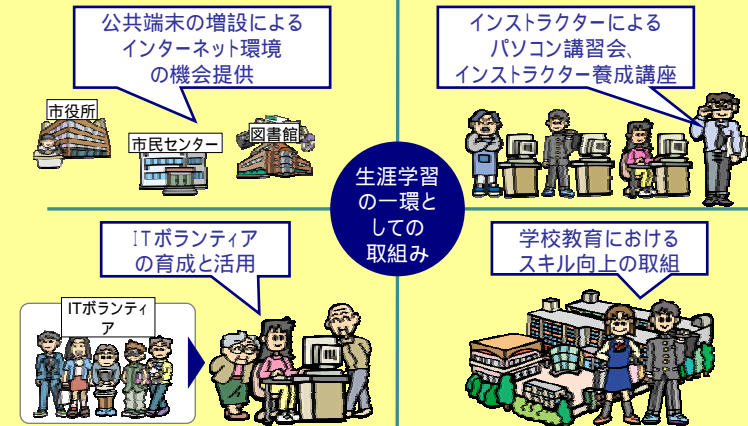 公共端末の増設による
インターネット環境
の機会提供
市役所
市民センター
図書館
インストラクターによる
パソコン講習会、
インストラクター養成講座
生涯学習
の一環と
しての
取組み
ITボランティア
の育成と活用
ITボランティ
ア
学校教育における
スキル向上の取組